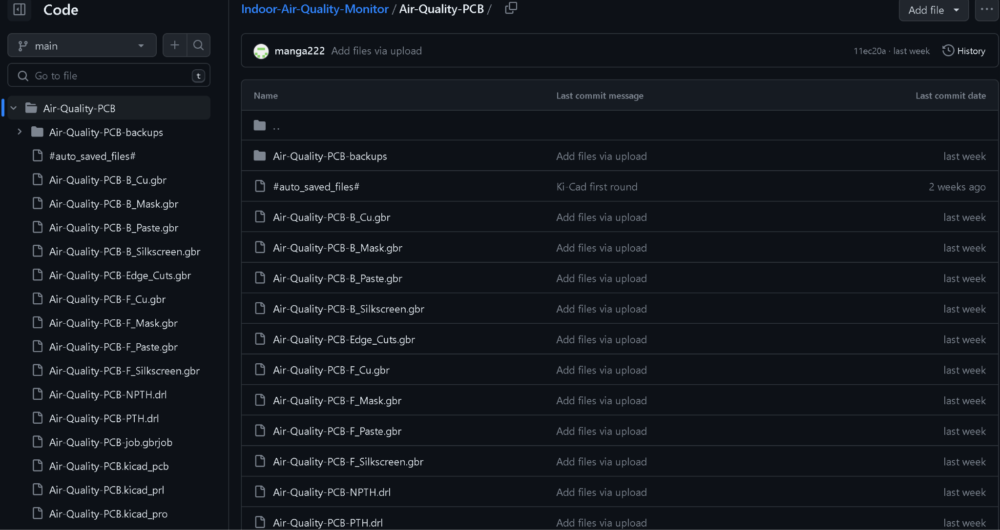 Code
main
Go to file
t
Air-Quality-PCB
Air-Quality-PCB-backups
#auto_saved_files#
Air-Quality-PCB-B_Cu.gbr
Air-Quality-PCB-B_Mask.gbr
Air-Quality-PCB-B_Paste.gbr
Air-Quality-PCB-B_Silkscreen.gbr
Air-Quality-PCB-Edge_Cuts.gbr
Air-Quality-PCB-F_Cu.gbr
Air-Quality-PCB-F_Mask.gbr
Air-Quality-PCB-F_Paste.gbr
Air-Quality-PCB-F_Silkscreen.gbr
Air-Quality-PCB-NPTH.drl
Air-Quality-PCB-PTH.drl
Air-Quality-PCB-job.gbrjob
Air-Quality-PCB.kicad_pcb
Air-Quality-PCB.kicad_prl
Air-Quality-PCB.kicad_pro
Indoor-Air-Quality-Monitor / Air-Quality-PCB /
Add file
manga222 Add files via upload 11ec20a · last week History
Name Last commit message Last commit date
..
Air-Quality-PCB-backups Add files via upload last week
#auto_saved_files# Ki-Cad first round 2 weeks ago
Air-Quality-PCB-B_Cu.gbr Add files via upload last week
Air-Quality-PCB-B_Mask.gbr Add files via upload last week
Air-Quality-PCB-B_Paste.gbr Add files via upload last week
Air-Quality-PCB-B_Silkscreen.gbr Add files via upload last week
Air-Quality-PCB-Edge_Cuts.gbr Add files via upload last week
Air-Quality-PCB-F_Cu.gbr Add files via upload last week
Air-Quality-PCB-F_Mask.gbr Add files via upload last week
Air-Quality-PCB-F_Paste.gbr Add files via upload last week
Air-Quality-PCB-F_Silkscreen.gbr Add files via upload last week
Air-Quality-PCB-NPTH.drl Add files via upload last week
Air-Quality-PCB-PTH.drl Add files via upload last week